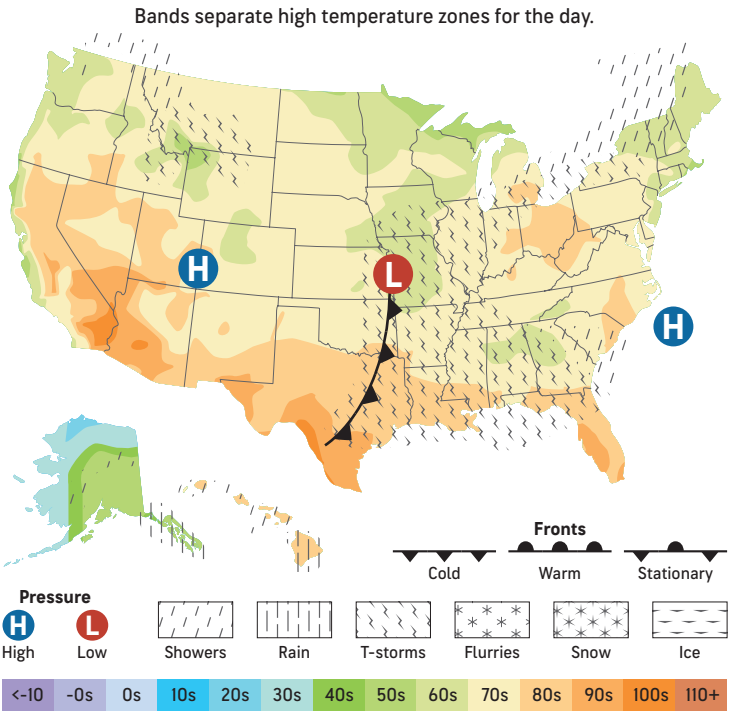 Bands separate high temperature zones for the day.
H
L
H
Fronts
Cold Warm Stationary
Pressure
H L
High Low Showers Rain T-storms Flurries Snow Ice
<-10 -0s 0s 10s 20s 30s 40s 50s 60s 70s 80s 90s 100s 110+